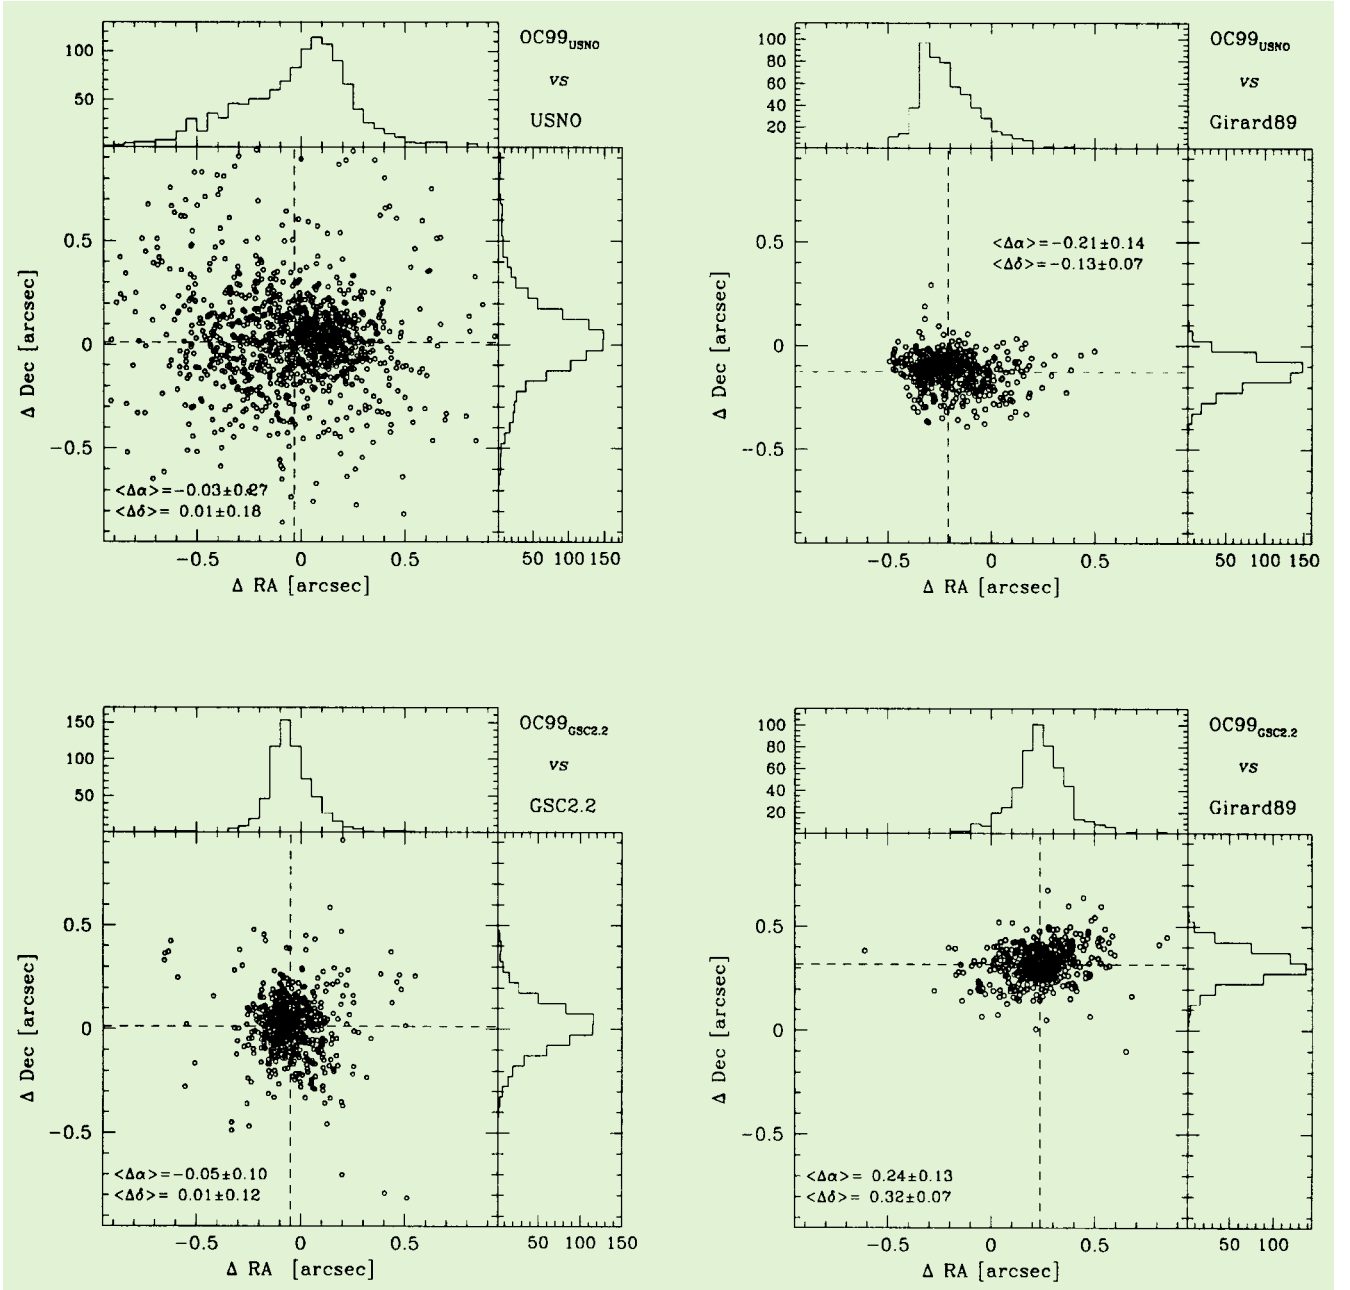 OC99USNO
vs
USNO
100
50
Δ Dec [arcsec]
0.5
0
−0.5
<Δα>=−0.03±0.27
<Δδ>= 0.01±0.18
−0.5 0 0.5 50 100 150
Δ RA [arcsec]
OC99USNO
vs
Girard89
100
80
60
40
20
Δ Dec [arcsec]
0.5
0
−0.5
<Δα>=−0.21±0.14
<Δδ>=−0.13±0.07
−0.5 0 0.5 50 100 150
Δ RA [arcsec]
OC99GSC2.2
vs
GSC2.2
150
100
50
Δ Dec [arcsec]
0.5
0
−0.5
<Δα>=−0.05±0.10
<Δδ>= 0.01±0.12
−0.5 0 0.5 50 100 150
Δ RA [arcsec]
OC99GSC2.2
vs
Girard89
100
80
60
40
20
Δ Dec [arcsec]
0.5
0
−0.5
<Δα>= 0.24±0.13
<Δδ>= 0.32±0.07
−0.5 0 0.5 50 100
Δ RA [arcsec]